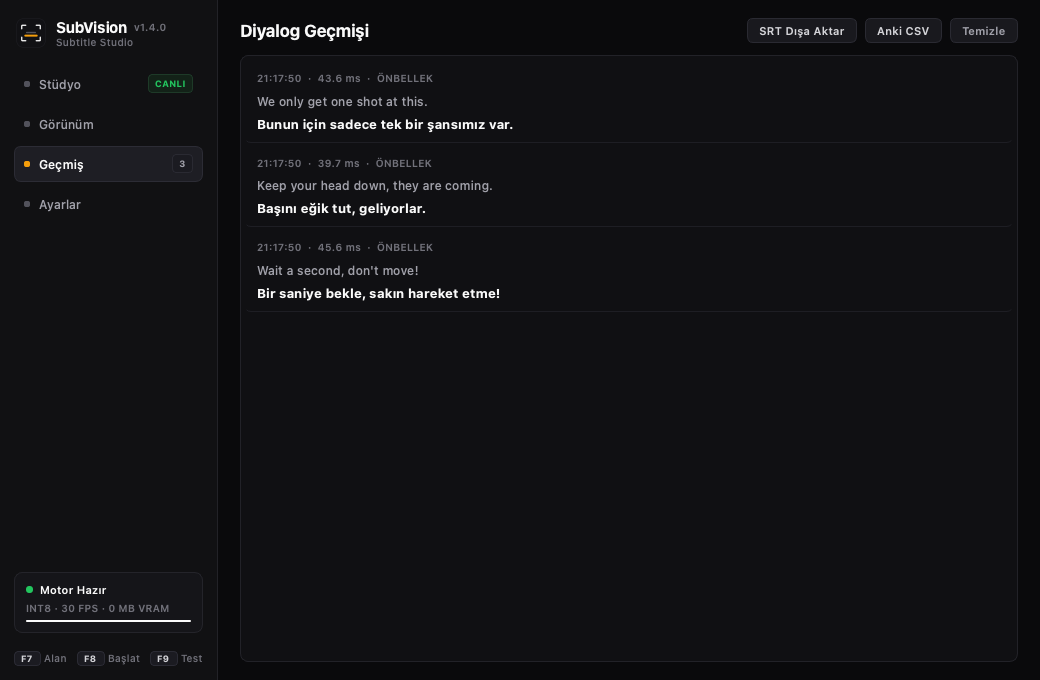 SubVision v1.4.0
Subtitle Studio
Stüdyo CANLI
Görünüm
Geçmiş 3
Ayarlar
Motor Hazır
INT8 · 30 FPS · 0 MB VRAM
F7 Alan F8 Başlat F9 Test
Diyalog Geçmişi
SRT Dışa Aktar Anki CSV Temizle
21:17:50 · 43.6 ms · ÖNBELLEK
We only get one shot at this.
Bunun için sadece tek bir şansımız var.
21:17:50 · 39.7 ms · ÖNBELLEK
Keep your head down, they are coming.
Başını eğik tut, geliyorlar.
21:17:50 · 45.6 ms · ÖNBELLEK
Wait a second, don't move!
Bir saniye bekle, sakın hareket etme!